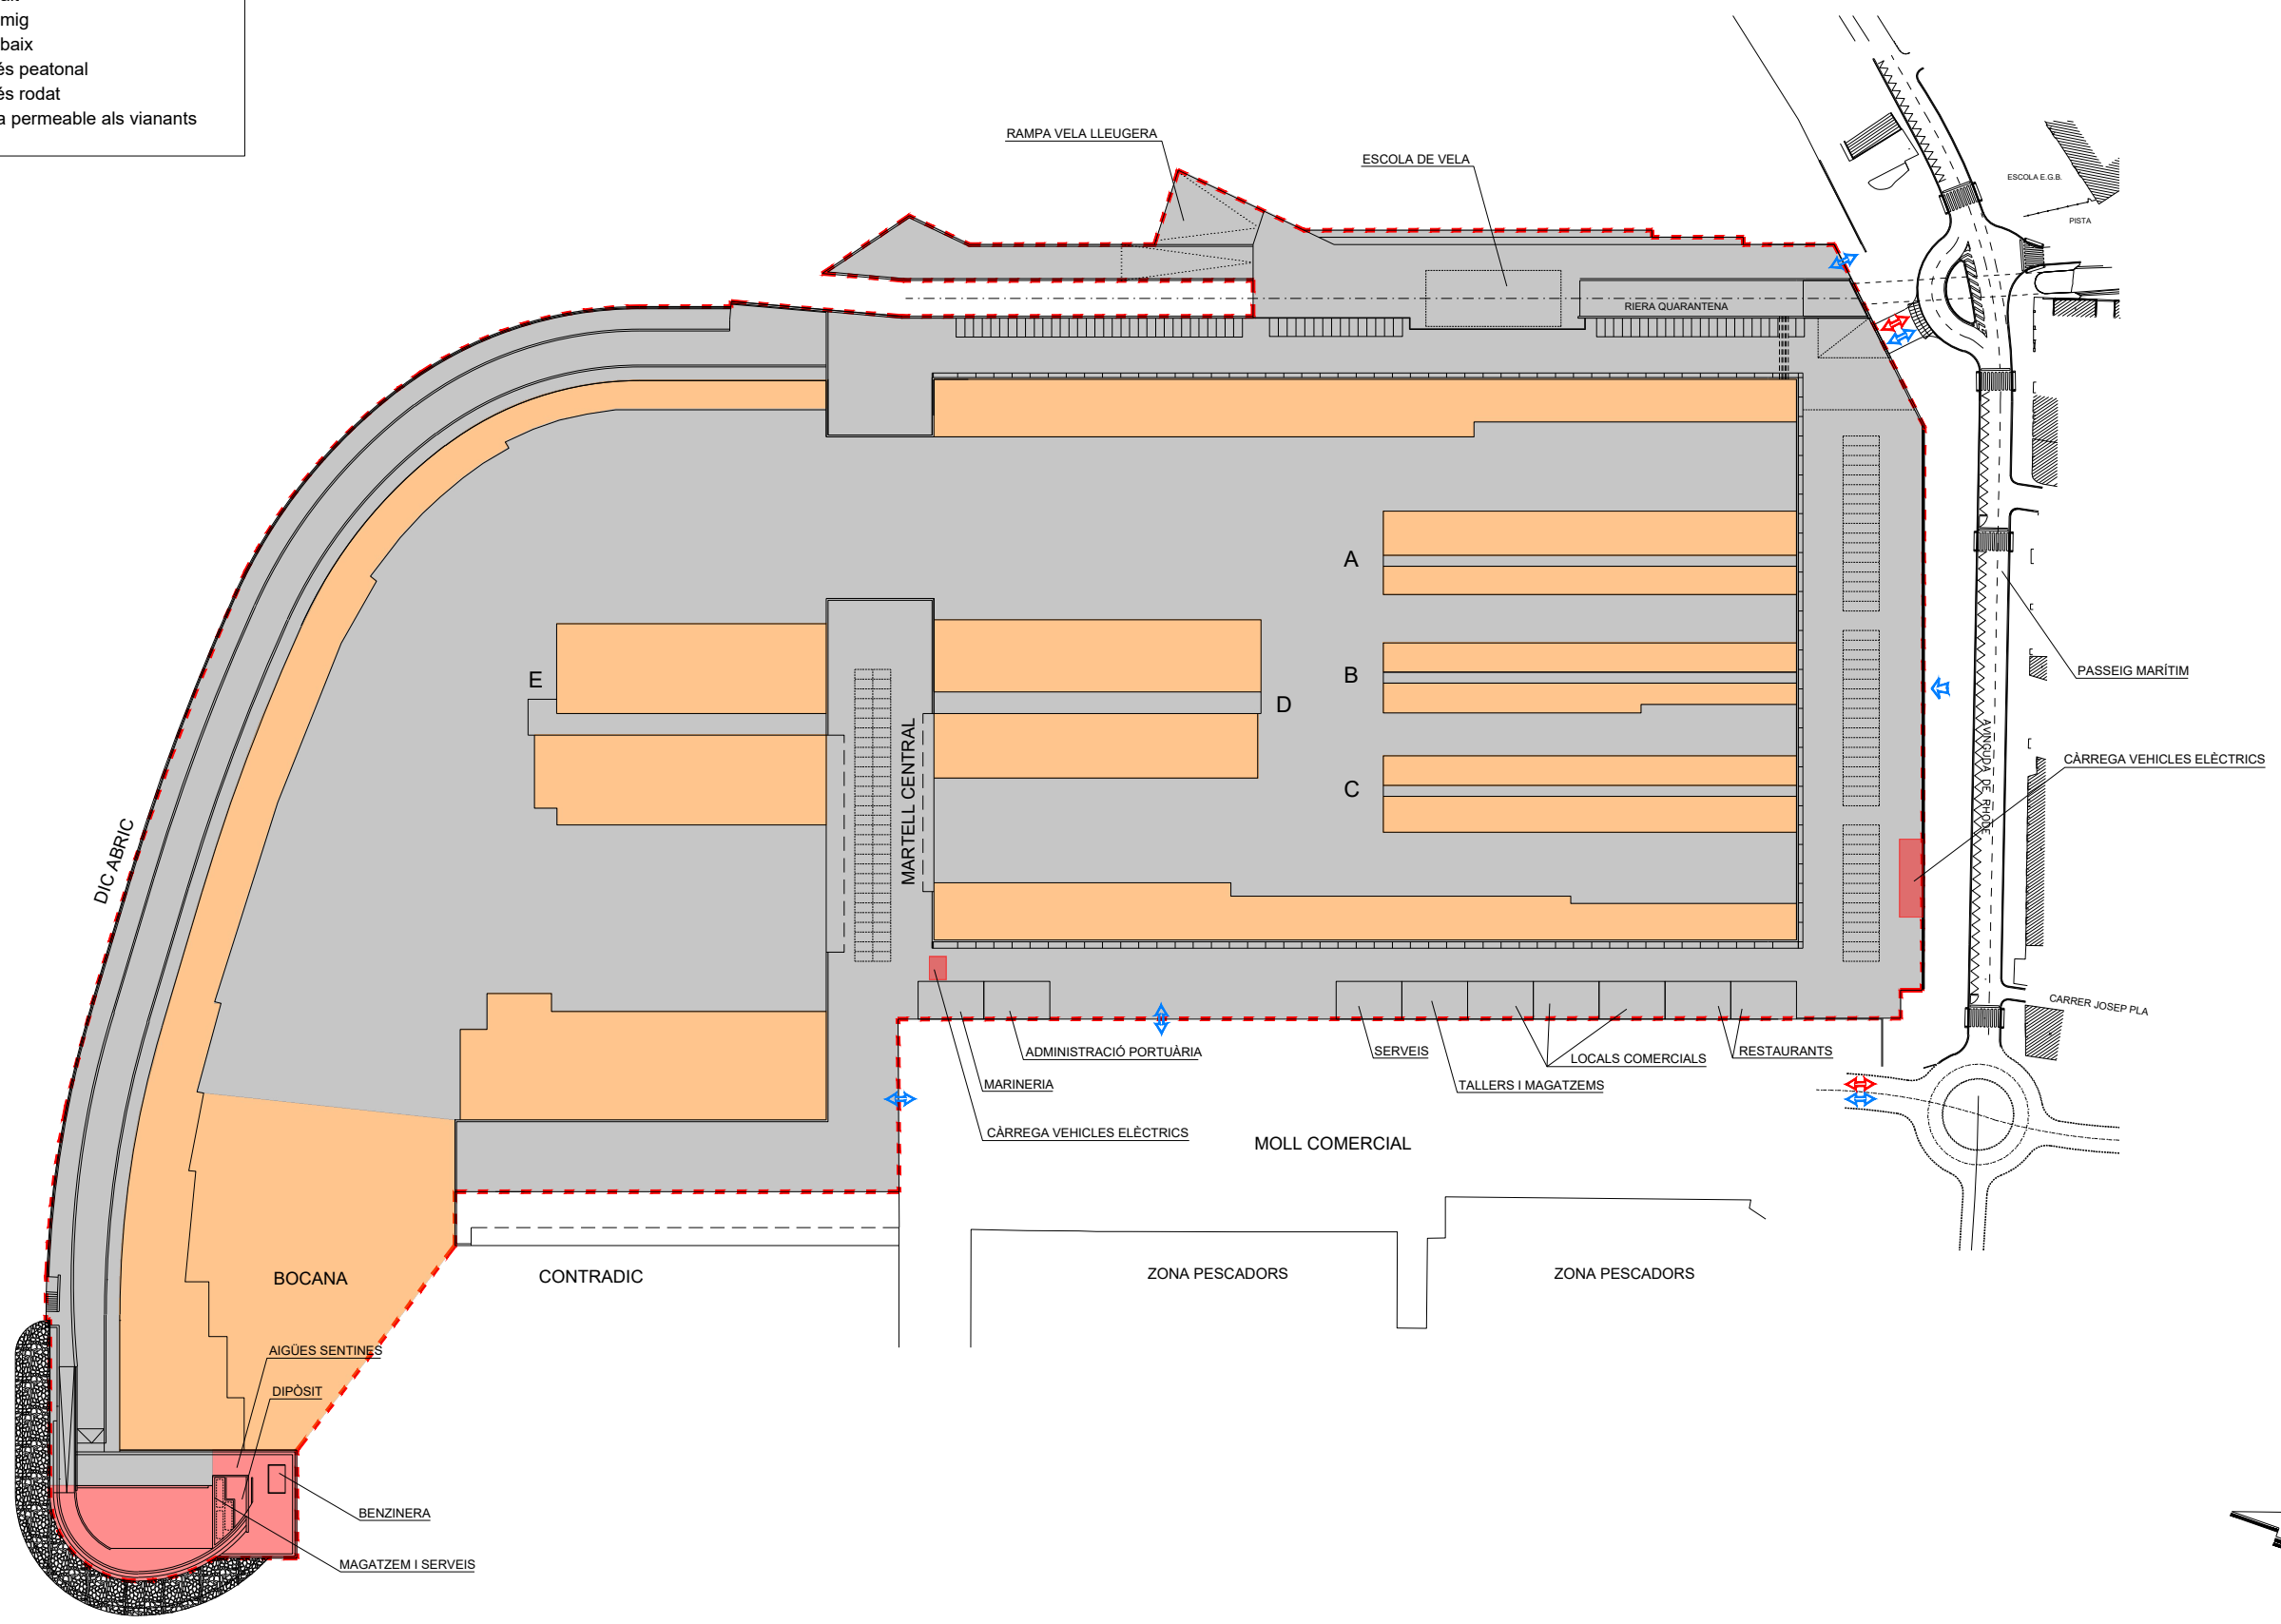 mig
baix
és peatonal
és rodat
a permeable als vianants
RAMPA VELA LLEUGERA
ESCOLA DE VELA
ESCOLA E.G.B.
PISTA
RIERA QUARANTENA
A
B
C
D
E
PASSEIG MARÍTIM
AVINGUDA DE RHODE
CÀRREGA VEHICLES ELÈCTRICS
MARTELL CENTRAL
DIC ABRIC
CARRER JOSEP PLA
ADMINISTRACIÓ PORTUÀRIA
SERVEIS
LOCALS COMERCIALS
RESTAURANTS
MARINERIA
TALLERS I MAGATZEMS
CÀRREGA VEHICLES ELÈCTRICS
MOLL COMERCIAL
BOCANA
CONTRADIC
ZONA PESCADORS
ZONA PESCADORS
AIGÜES SENTINES
DIPÒSIT
BENZINERA
MAGATZEM I SERVEIS